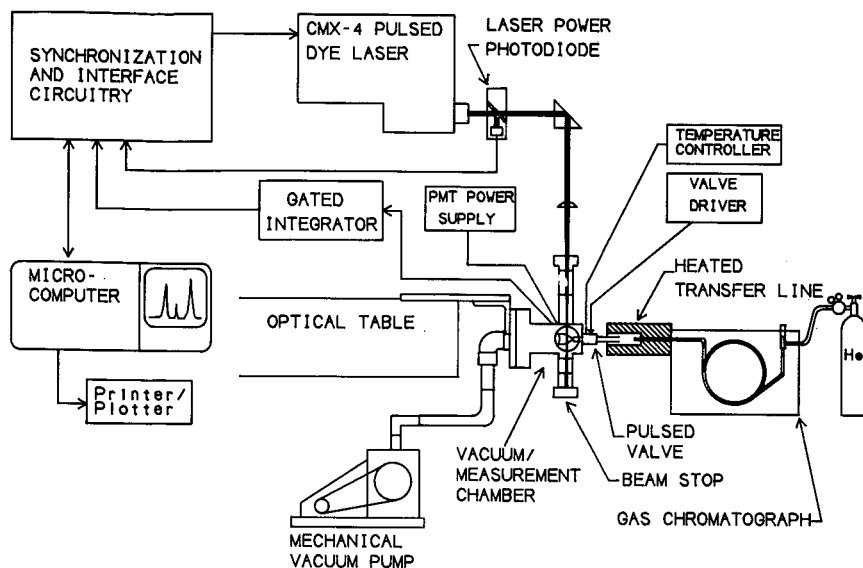 SYNCHRONIZATION
AND INTERFACE
CIRCUITRY
CMX-4 PULSED
DYE LASER
LASER POWER
PHOTODIODE
TEMPERATURE
CONTROLLER
VALVE
DRIVER
GATED
INTEGRATOR
PMT POWER
SUPPLY
HEATED
TRANSFER LINE
MICRO-
COMPUTER
OPTICAL TABLE
He
Printer/
Plotter
PULSED
VALVE
VACUUM/
MEASUREMENT
CHAMBER
BEAM STOP
GAS CHROMATOGRAPH
MECHANICAL
VACUUM PUMP